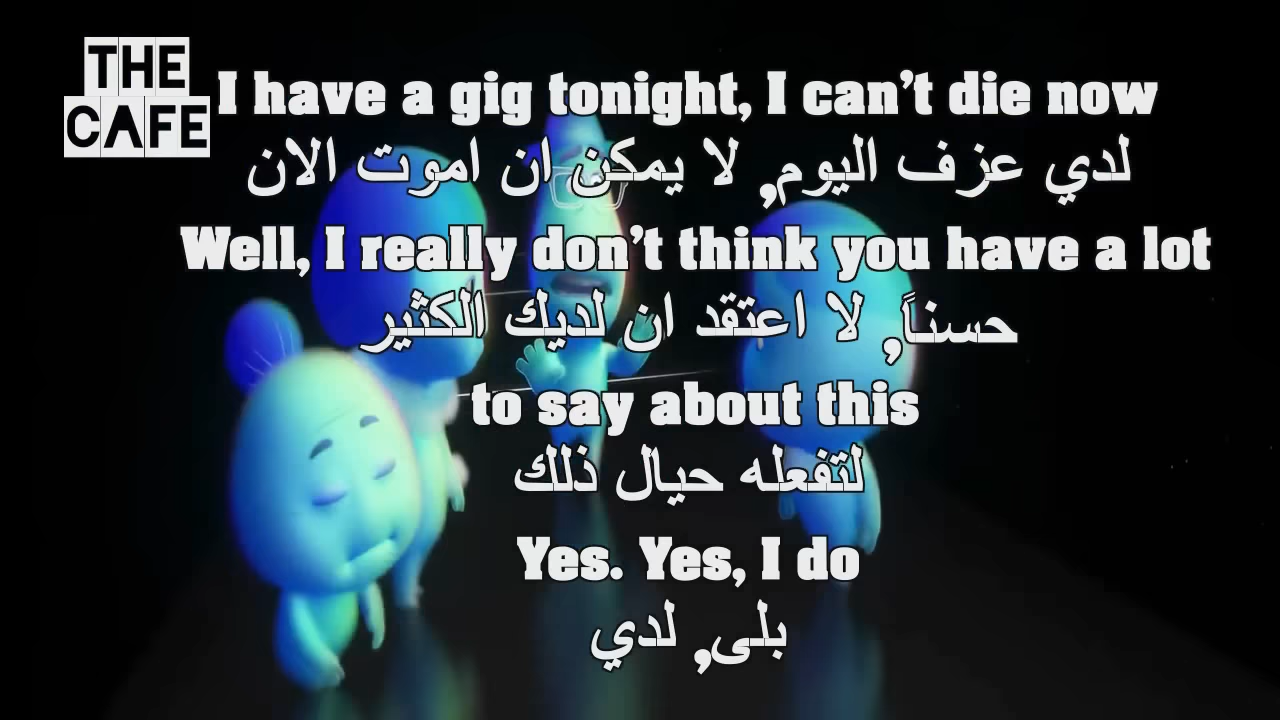 THE
CAFE
I have a gig tonight, I can't die now
لدي عزف اليوم, لا يمكن ان اموت الان
Well, I really don't think you have a lot
حسناً, لا اعتقد ان لديك الكثير
to say about this
لتفعله حيال ذلك
Yes. Yes, I do
بلى, لدي